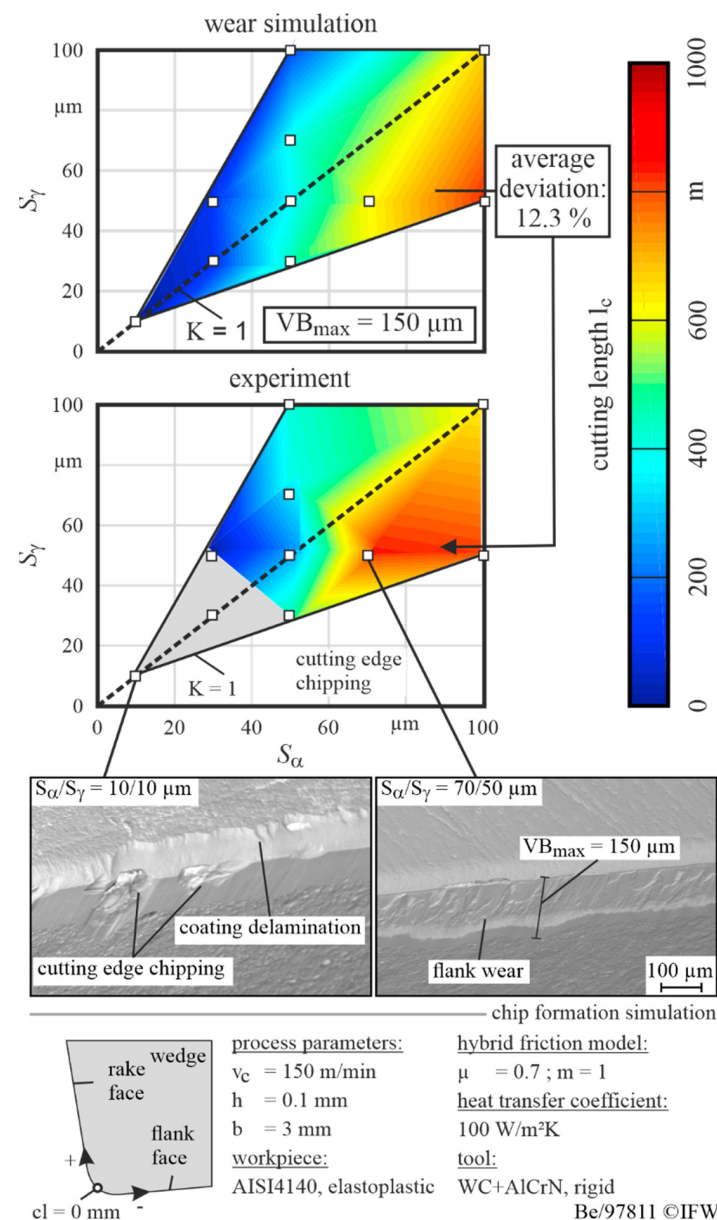 wear simulation
100
µm
60
40
20
0
Sγ
K = 1
VBmax = 150 µm
average
deviation:
12.3 %
experiment
100
µm
60
40
20
0
Sγ
K = 1
cutting edge
chipping
0 20 40 60 µm 100
Sα
cutting length lc
1000
m
600
400
200
0
Sα/Sγ = 10/10 µm
coating delamination
cutting edge chipping
Sα/Sγ = 70/50 µm
VBmax = 150 µm
flank wear
100 µm
chip formation simulation
wedge
rake
face
flank
face
+
-
cl = 0 mm
process parameters:
vc = 150 m/min
h = 0.1 mm
b = 3 mm
workpiece:
AISI4140, elastoplastic
hybrid friction model:
µ = 0.7 ; m = 1
heat transfer coefficient:
100 W/m²K
tool:
WC+AlCrN, rigid
Be/97811 ©IFW